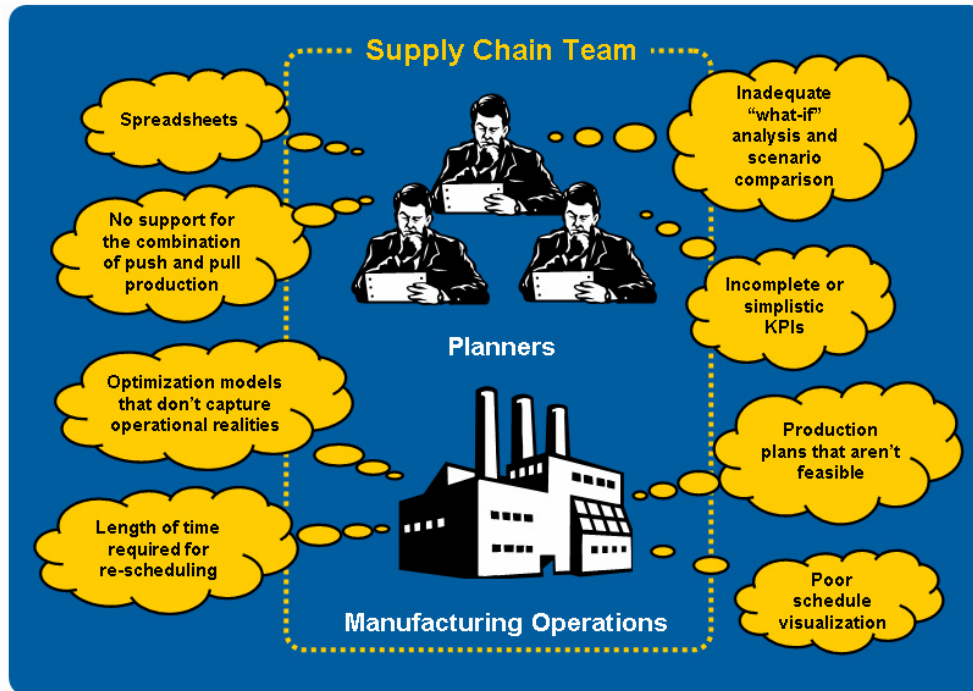 Supply Chain Team
Spreadsheets
Inadequate
“what-if”
analysis and
scenario
comparison
No support for
the combination
of push and pull
production
Incomplete or
simplistic
KPIs
Planners
Optimization models
that don’t capture
operational realities
Production
plans that aren’t
feasible
Length of time
required for
re-scheduling
Poor
schedule
visualization
Manufacturing Operations